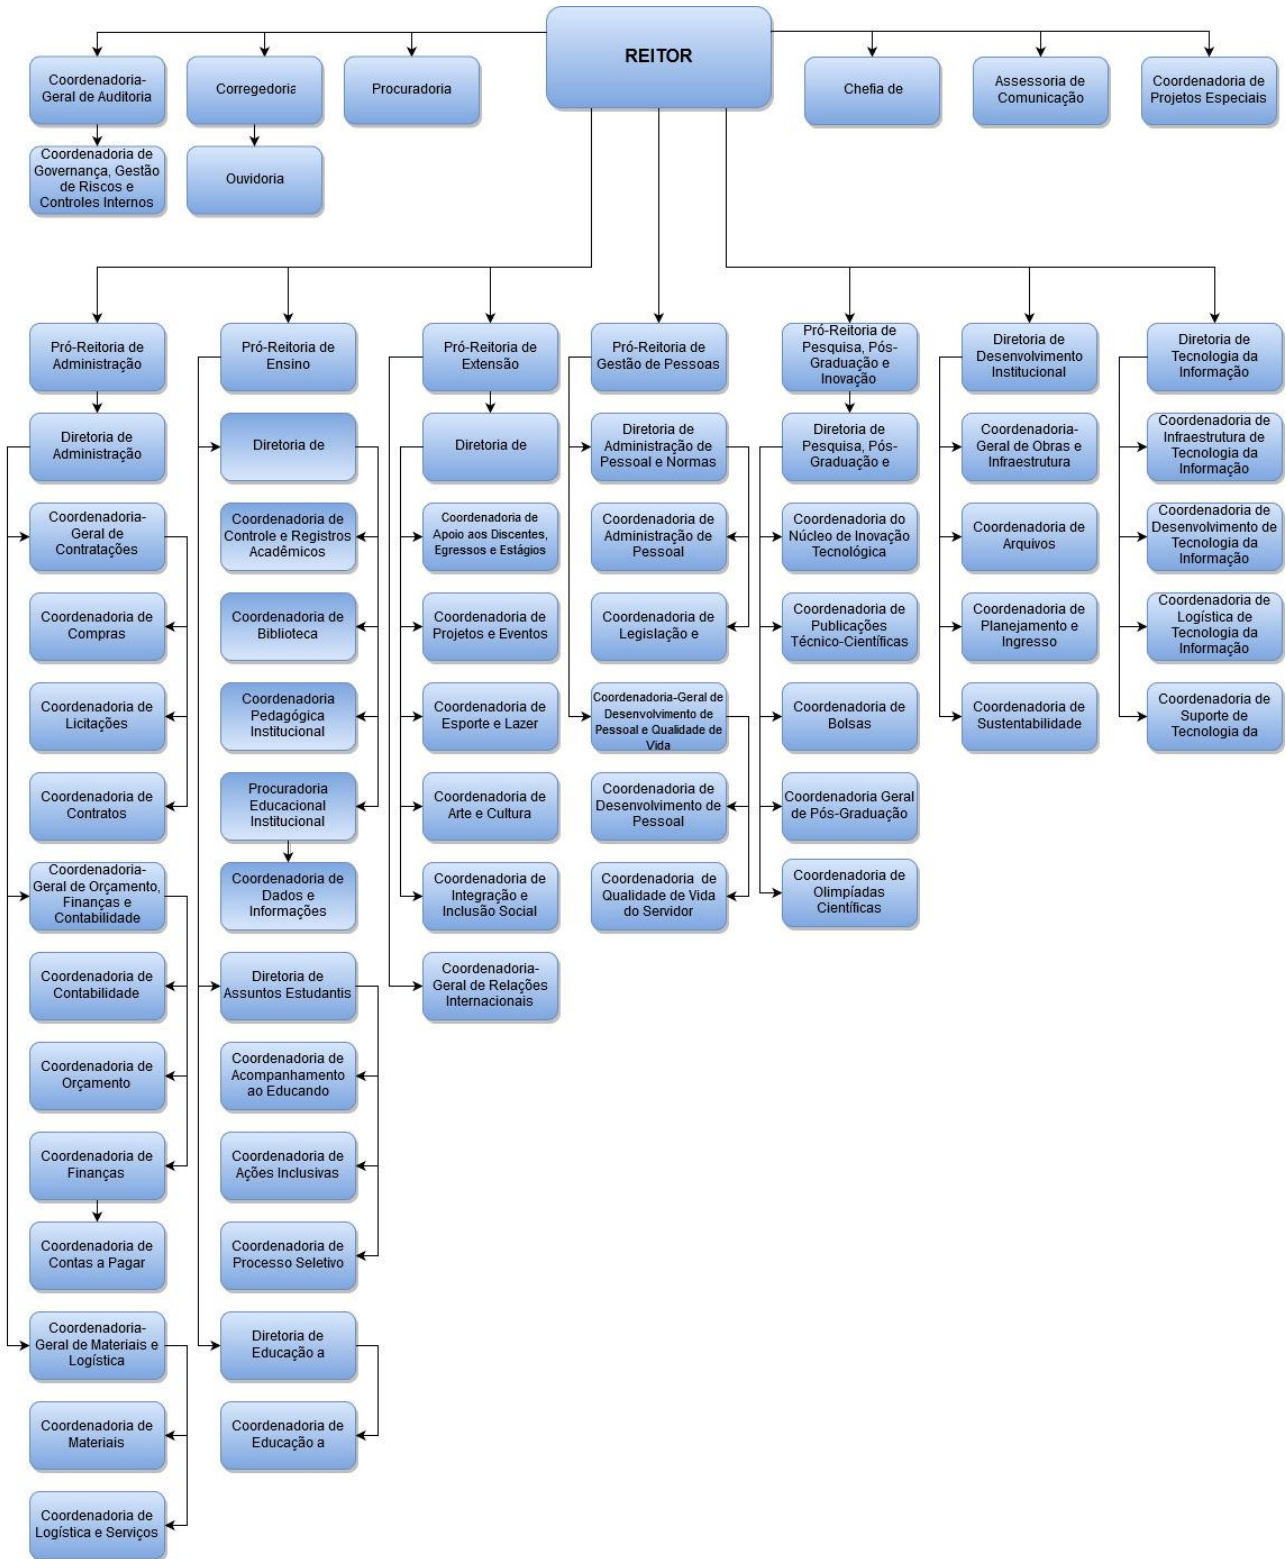 REITOR
Coordenadoria-
Geral de Auditoria
Corregedoria
Procuradoria
Chefia de
Assessoria de
Comunicação
Coordenadoria de
Projetos Especiais
Coordenadoria de
Governança, Gestão
de Riscos e
Controles Internos
Ouvidoria
Pró-Reitoria de
Administração
Diretoria de
Administração
Coordenadoria-
Geral de
Contratações
Coordenadoria de
Compras
Coordenadoria de
Licitações
Coordenadoria de
Contratos
Coordenadoria-
Geral de Orçamento,
Finanças e
Contabilidade
Coordenadoria de
Contabilidade
Coordenadoria de
Orçamento
Coordenadoria de
Finanças
Coordenadoria de
Contas a Pagar
Coordenadoria-
Geral de Materiais e
Logística
Coordenadoria de
Materiais
Coordenadoria de
Logística e Serviços
Pró-Reitoria de
Ensino
Diretoria de
Coordenadoria de
Controle e Registros
Acadêmicos
Coordenadoria de
Biblioteca
Coordenadoria
Pedagógica
Institucional
Procuradoria
Educacional
Institucional
Coordenadoria de
Dados e
Informações
Diretoria de
Assuntos Estudantis
Coordenadoria de
Acompanhamento
ao Educando
Coordenadoria de
Ações Inclusivas
Coordenadoria de
Processo Seletivo
Diretoria de
Educação a
Coordenadoria de
Educação a
Pró-Reitoria de
Extensão
Diretoria de
Coordenadoria de
Apoio aos Discentes,
Egressos e Estágios
Coordenadoria de
Projetos e Eventos
Coordenadoria de
Esporte e Lazer
Coordenadoria de
Arte e Cultura
Coordenadoria de
Integração e
Inclusão Social
Coordenadoria-
Geral de Relações
Internacionais
Pró-Reitoria de
Gestão de Pessoas
Diretoria de
Administração de
Pessoal e Normas
Coordenadoria de
Administração de
Pessoal
Coordenadoria de
Legislação e
Coordenadoria-Geral de
Desenvolvimento de
Pessoal e Qualidade de
Vida
Coordenadoria de
Desenvolvimento de
Pessoal
Coordenadoria de
Qualidade de Vida
do Servidor
Pró-Reitoria de
Pesquisa, Pós-
Graduação e
Inovação
Diretoria de
Pesquisa, Pós-
Graduação e
Coordenadoria do
Núcleo de Inovação
Tecnológica
Coordenadoria de
Publicações
Técnico-Científicas
Coordenadoria de
Bolsas
Coordenadoria Geral
de Pós-Graduação
Coordenadoria de
Olimpíadas
Científicas
Diretoria de
Desenvolvimento
Institucional
Coordenadoria-
Geral de Obras e
Infraestrutura
Coordenadoria de
Arquivos
Coordenadoria de
Planejamento e
Ingresso
Coordenadoria de
Sustentabilidade
Diretoria de
Tecnologia da
Informação
Coordenadoria de
Infraestrutura de
Tecnologia da
Informação
Coordenadoria de
Desenvolvimento de
Tecnologia da
Informação
Coordenadoria de
Logística de
Tecnologia da
Informação
Coordenadoria de
Suporte de
Tecnologia da